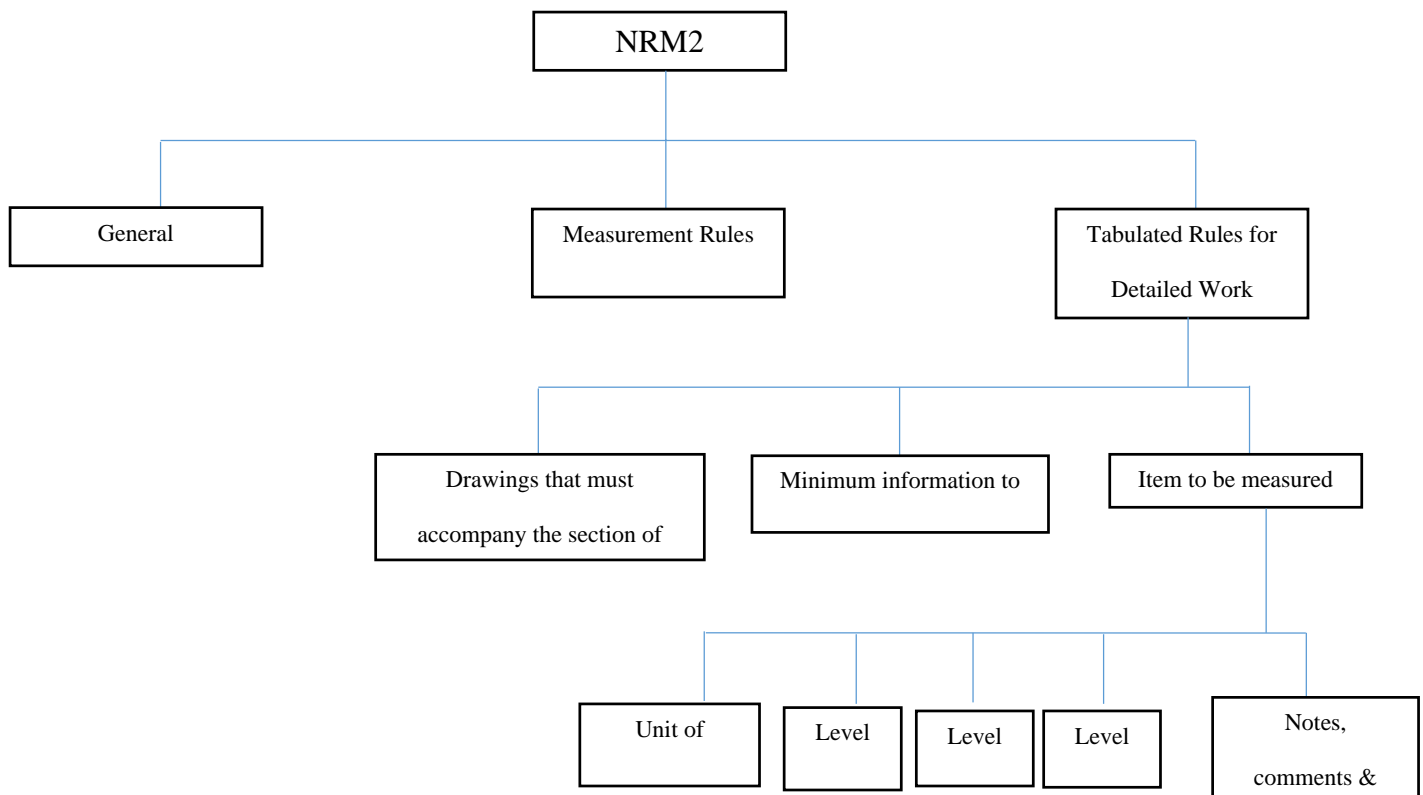 NRM2
General
Measurement Rules
Tabulated Rules for
Detailed Work
Drawings that must
accompany the section of
Minimum information to
Item to be measured
Unit of
Level
Level
Level
Notes,
comments &